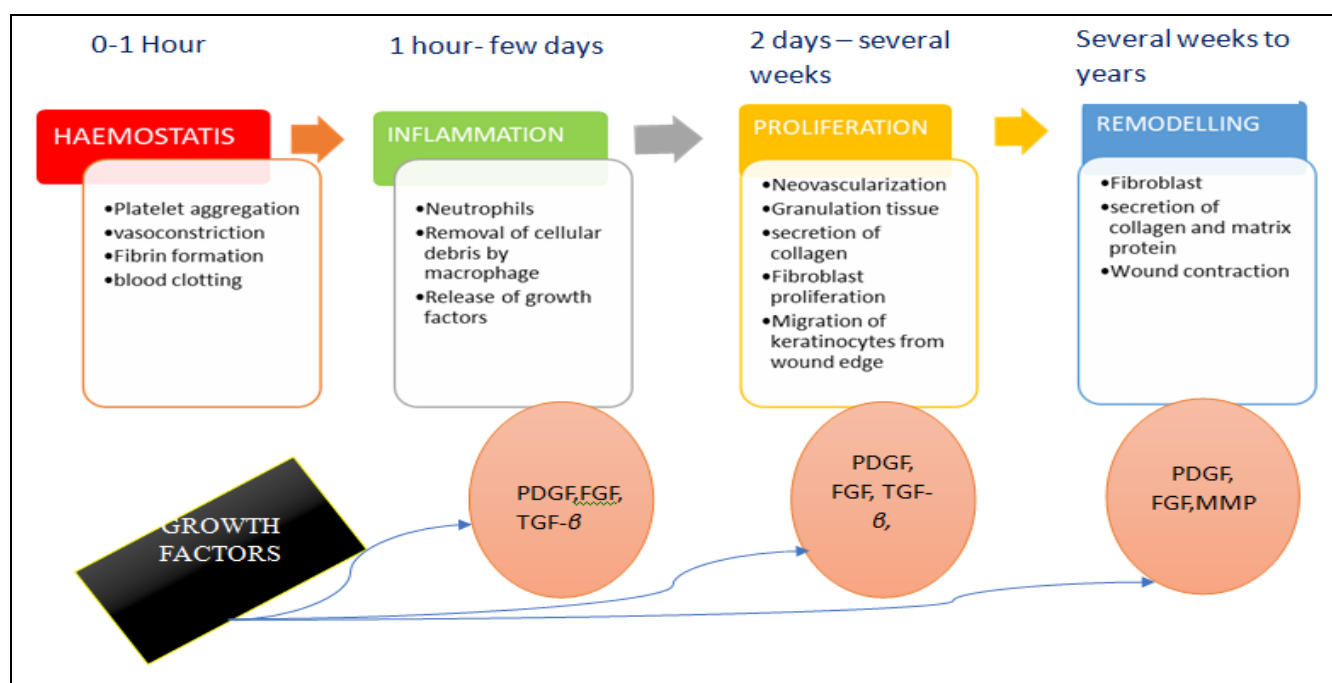 0-1 Hour
1 hour- few days
2 days – several
weeks
Several weeks to
years
HAEMOSTATIS
•Platelet aggregation
•vasoconstriction
•Fibrin formation
•blood clotting
INFLAMMATION
•Neutrophils
•Removal of cellular
debris by
macrophage
•Release of growth
factors
PROLIFERATION
•Neovascularization
•Granulation tissue
•secretion of
collagen
•Fibroblast
proliferation
•Migration of
keratinocytes from
wound edge
REMODELLING
•Fibroblast
•secretion of
collagen and matrix
protein
•Wound contraction
GROWTH
FACTORS
PDGF,FGF,
TGF-β
PDGF,
FGF, TGF-
β,
PDGF,
FGF,MMP